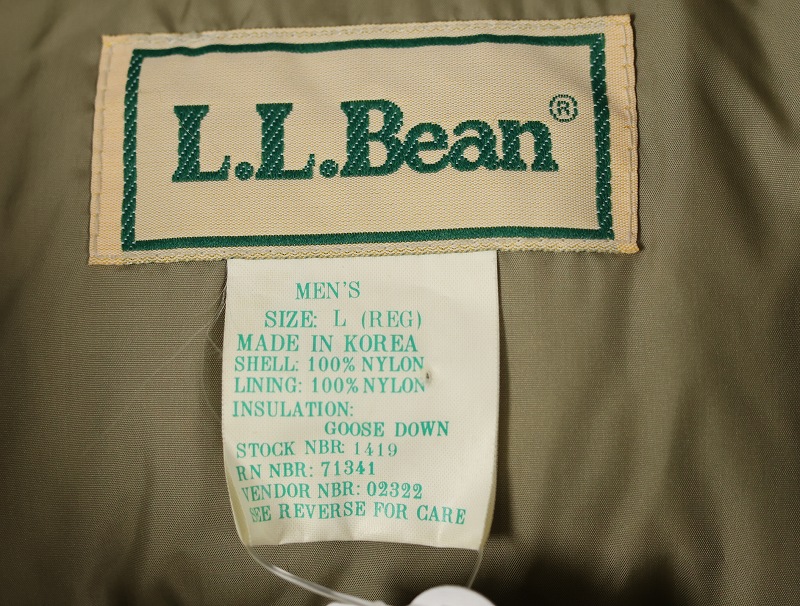 L.L.Bean®
MEN'S
SIZE: L (REG)
MADE IN KOREA
SHELL: 100% NYLON
LINING: 100% NYLON
INSULATION:
GOOSE DOWN
STOCK NBR: 1419
RN NBR: 71341
VENDOR NBR: 02322
SEE REVERSE FOR CARE